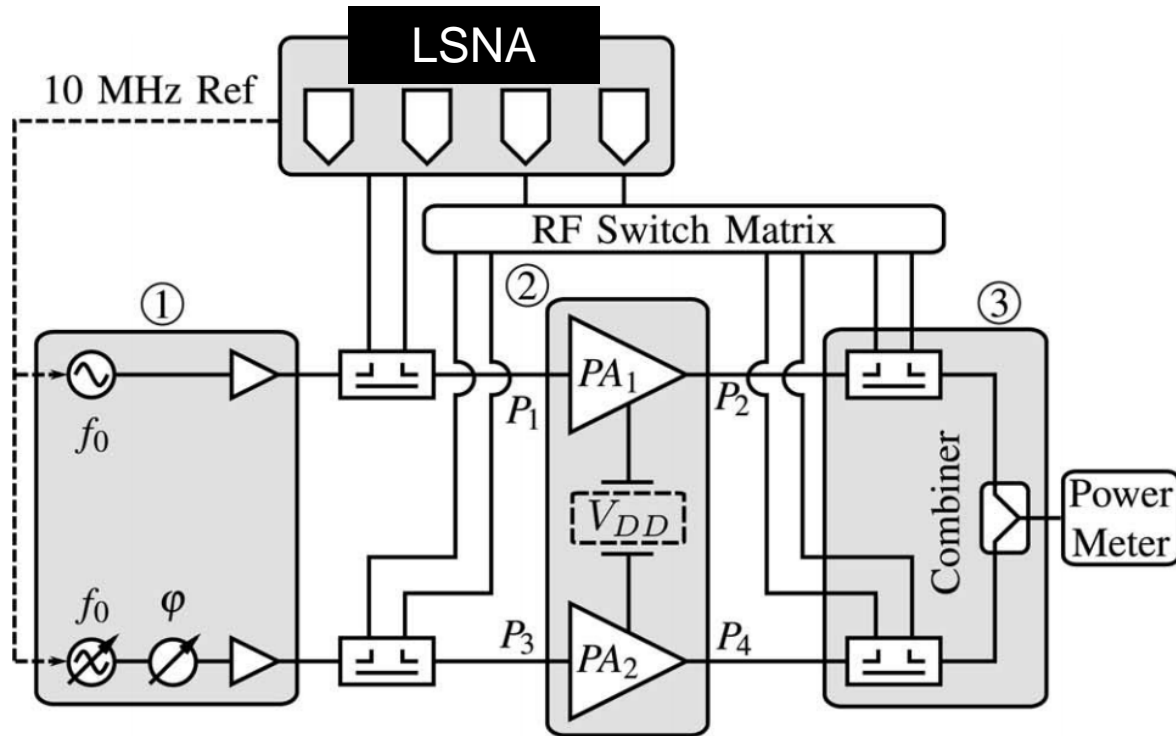 LSNA
10 MHz Ref
RF Switch Matrix
①
②
③
f₀
PA₁
P₁
P₂
V_DD
Combiner
Power
Meter
f₀
φ
P₃
PA₂
P₄